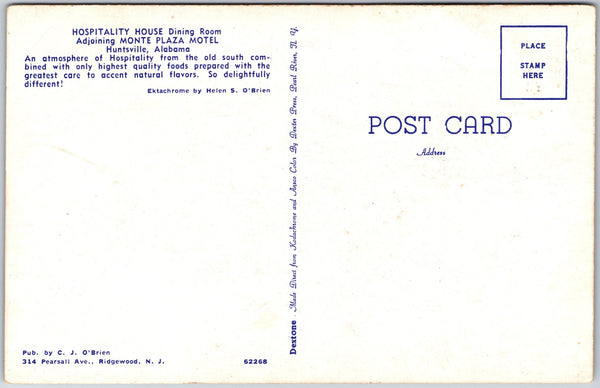 HOSPITALITY HOUSE Dining Room
Adjoining MONTE PLAZA MOTEL
Huntsville, Alabama
An atmosphere of Hospitality from the old south com-
bined with only highest quality foods prepared with the
greatest care to accent natural flavors. So delightfully
different!
Ektachrome by Helen S. O'Brien
Pub. by C. J. O'Brien
314 Pearsall Ave., Ridgewood, N. J.
62268
Dextone Made Direct from Kodachrome and Ansco Color By Dexter Press, Pearl River, N. Y.
POST CARD
Address
PLACE
STAMP
HERE